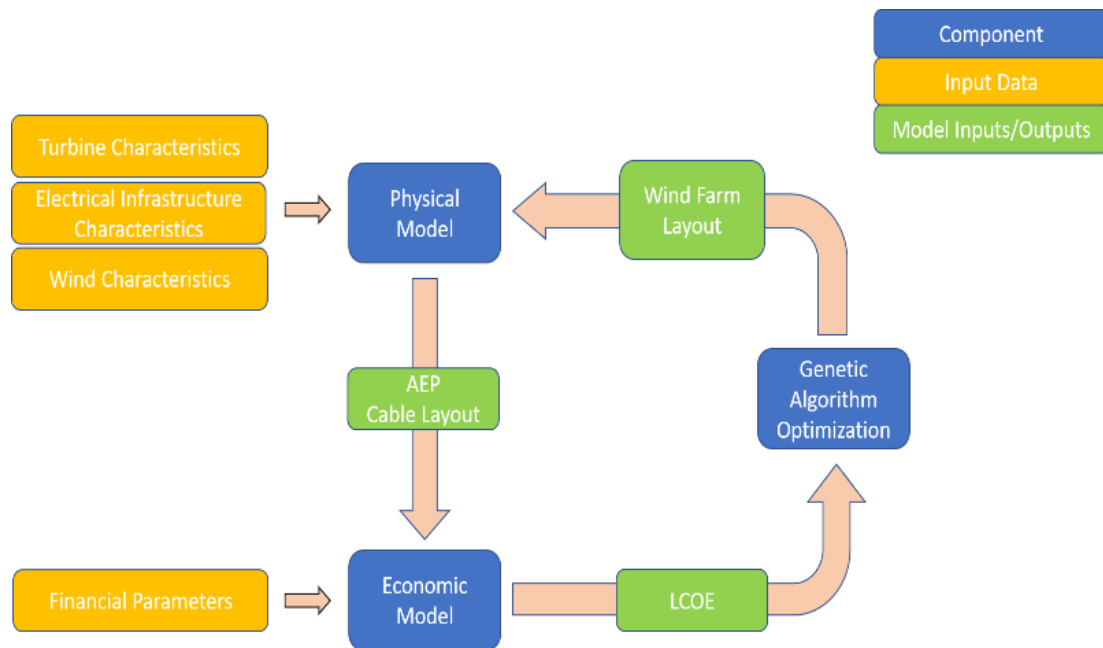 Component
Input Data
Model Inputs/Outputs
Turbine Characteristics
Electrical Infrastructure
Characteristics
Wind Characteristics
Physical
Model
Wind Farm
Layout
AEP
Cable Layout
Genetic
Algorithm
Optimization
Financial Parameters
Economic
Model
LCOE